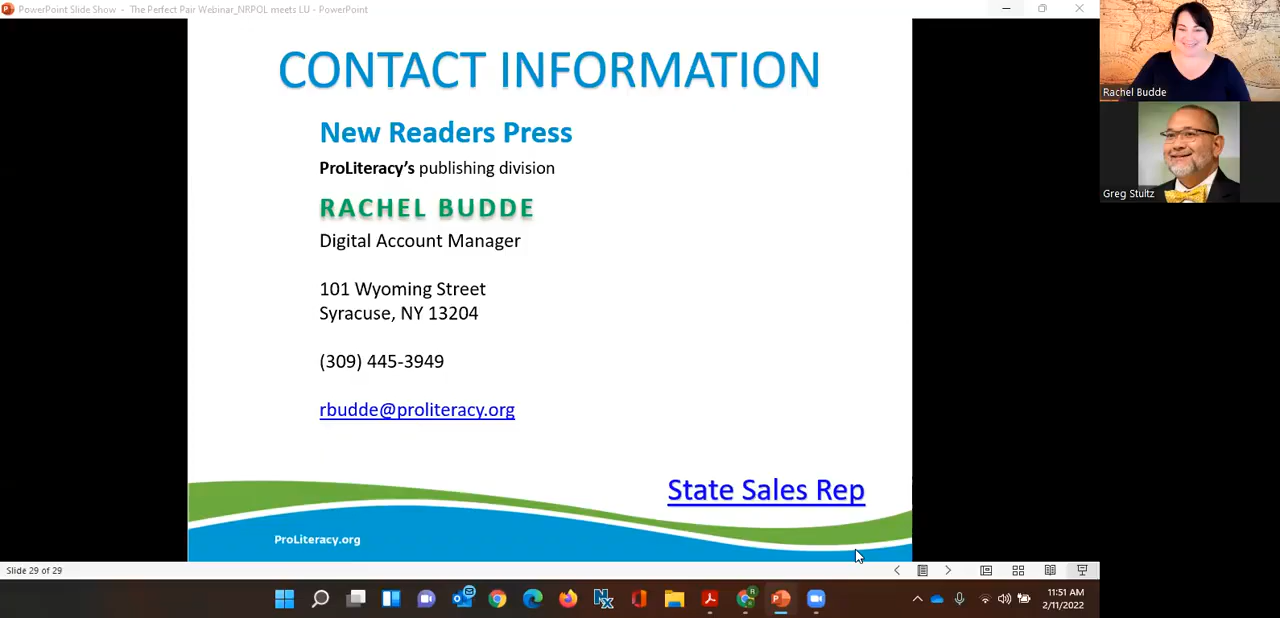 PowerPoint Slide Show - The Perfect Pair Webinar_NRPOL meets LU - PowerPoint
CONTACT INFORMATION
New Readers Press
ProLiteracy's publishing division
RACHEL BUDDE
Digital Account Manager
101 Wyoming Street
Syracuse, NY 13204
(309) 445-3949
rbudde@proliteracy.org
State Sales Rep
ProLiteracy.org
Rachel Budde
Greg Stultz
Slide 29 of 29
11:51 AM
2/11/2022